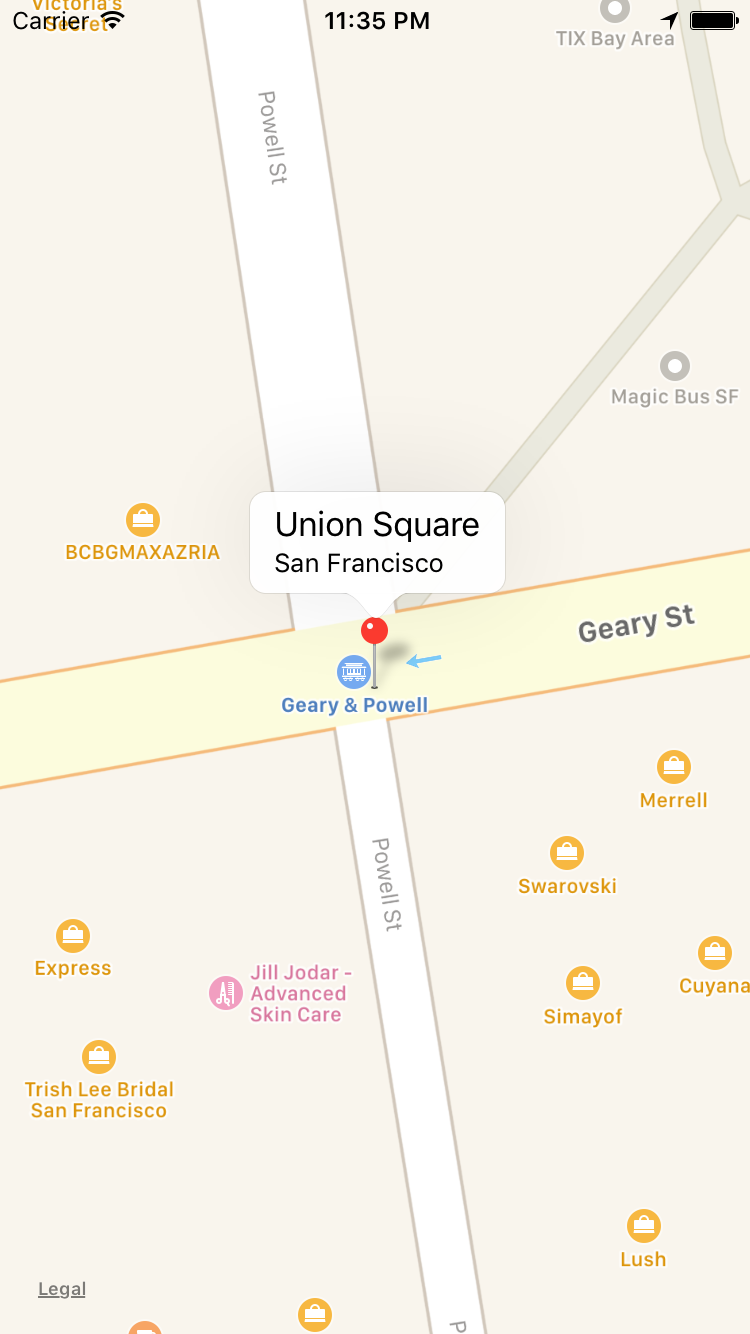 Victoria's
Secret
Carrier
11:35 PM
TIX Bay Area
Powell St
Magic Bus SF
BCBGMAXAZRIA
Union Square
San Francisco
Geary St
Geary & Powell
Merrell
Powell St
Swarovski
Express
Jill Jodar -
Advanced
Skin Care
Cuyana
Simayof
Trish Lee Bridal
San Francisco
Lush
Legal
P